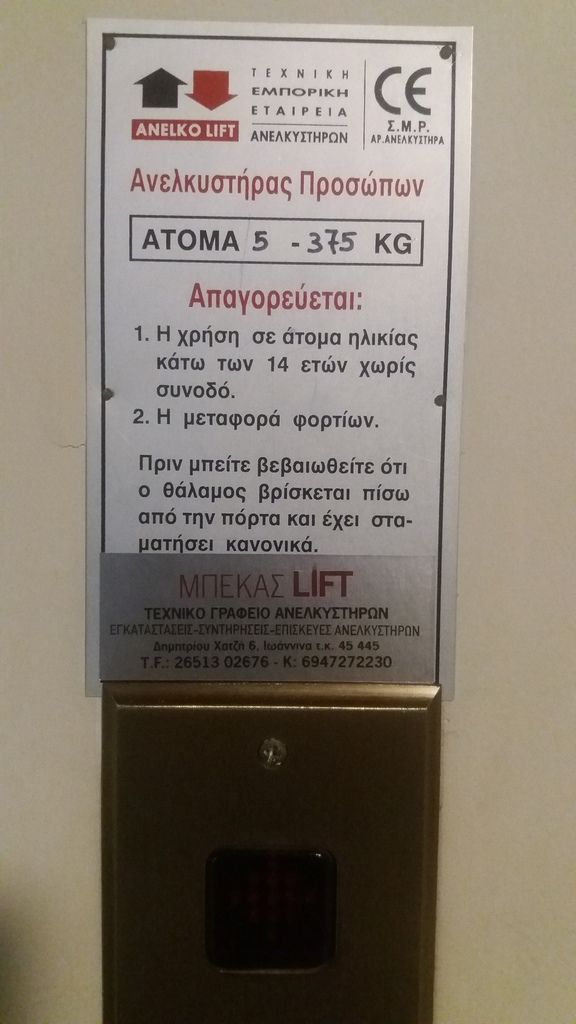 ΤΕΧΝΙΚΗ
ΕΜΠΟΡΙΚΗ
ΕΤΑΙΡΕΙΑ
ΑΝΕΛΚΥΣΤΗΡΩΝ
ANELKO LIFT
CE
Σ.Μ.Ρ.
ΑΡ.ΑΝΕΛΚΥΣΤΗΡΑ
Ανελκυστήρας Προσώπων
ΑΤΟΜΑ 5 - 375 KG
Απαγορεύεται:
1. Η χρήση σε άτομα ηλικίας
κάτω των 14 ετών χωρίς
συνοδό.
2. Η μεταφορά φορτίων.
Πριν μπείτε βεβαιωθείτε ότι
ο θάλαμος βρίσκεται πίσω
από την πόρτα και έχει στα-
ματήσει κανονικά.
ΜΠΕΚΑΣ LIFT
ΤΕΧΝΙΚΟ ΓΡΑΦΕΙΟ ΑΝΕΛΚΥΣΤΗΡΩΝ
ΕΓΚΑΤΑΣΤΑΣΕΙΣ-ΣΥΝΤΗΡΗΣΕΙΣ-ΕΠΙΣΚΕΥΕΣ ΑΝΕΛΚΥΣΤΗΡΩΝ
Δημητρίου Χατζή 6, Ιωάννινα τ.κ. 45 445
T.F.: 26513 02676 - Κ: 6947272230